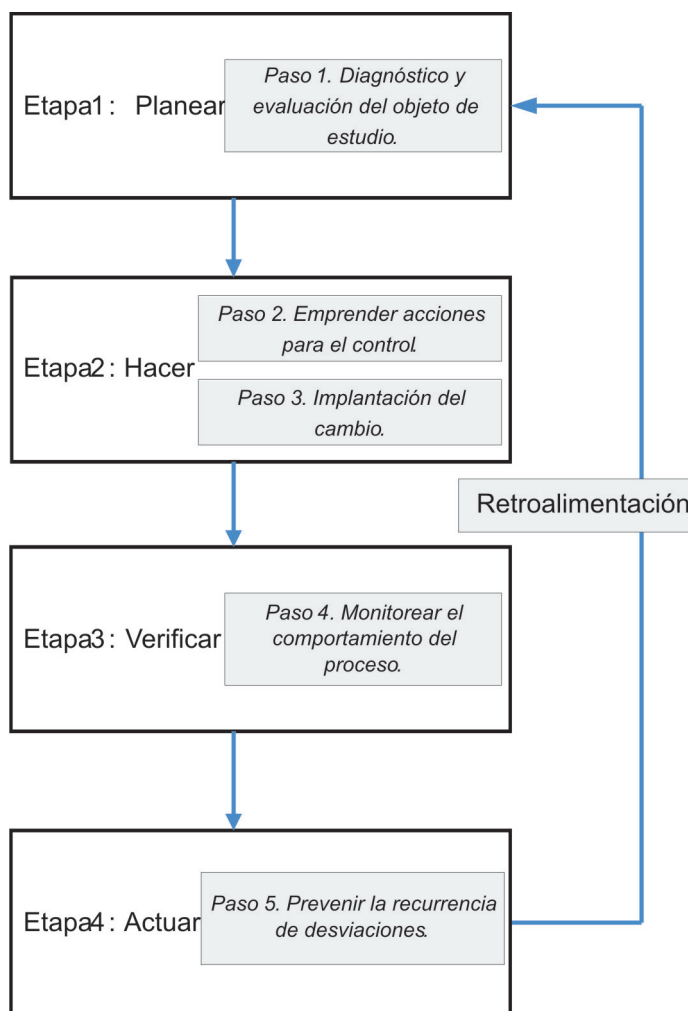 Paso 1. Diagnóstico y
Etapa1: Planear
evaluación del objeto de
estudio.
Paso 2. Emprender acciones
para el control.
Etapa2: Hacer
Paso 3. Implantación del
cambio.
Retroalimentación
Paso 4. Monitorear el
Etapa3: Verificar
comportamiento del
proceso.
Paso 5. Prevenir la recurrencia
Etapa4: Actuar
de desviaciones.